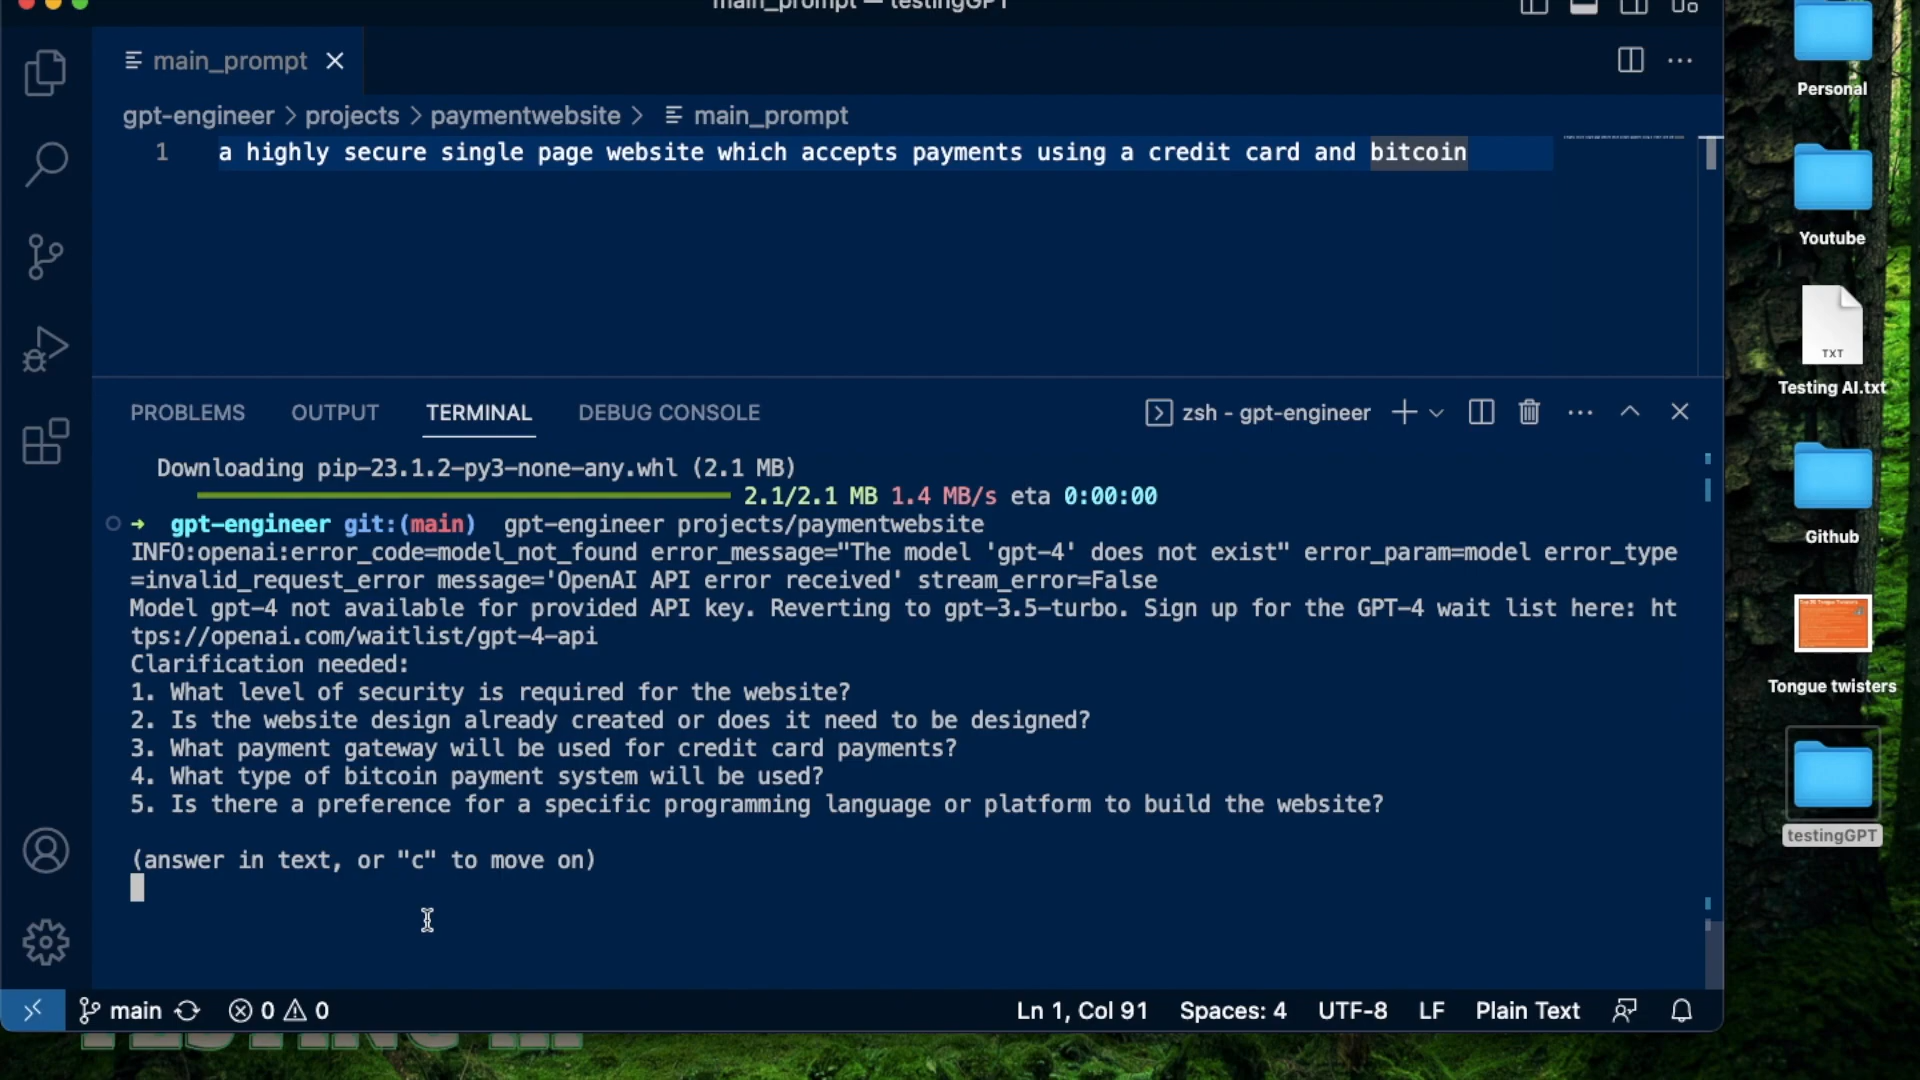 main_prompt — testingGPT
main_prompt
gpt-engineer > projects > paymentwebsite > main_prompt
1 a highly secure single page website which accepts payments using a credit card and bitcoin
PROBLEMS OUTPUT TERMINAL DEBUG CONSOLE zsh - gpt-engineer
Downloading pip-23.1.2-py3-none-any.whl (2.1 MB)
2.1/2.1 MB 1.4 MB/s eta 0:00:00
→ gpt-engineer git:(main) gpt-engineer projects/paymentwebsite
INFO:openai:error_code=model_not_found error_message="The model 'gpt-4' does not exist" error_param=model error_type
=invalid_request_error message='OpenAI API error received' stream_error=False
Model gpt-4 not available for provided API key. Reverting to gpt-3.5-turbo. Sign up for the GPT-4 wait list here: ht
tps://openai.com/waitlist/gpt-4-api
Clarification needed:
1. What level of security is required for the website?
2. Is the website design already created or does it need to be designed?
3. What payment gateway will be used for credit card payments?
4. What type of bitcoin payment system will be used?
5. Is there a preference for a specific programming language or platform to build the website?
(answer in text, or "c" to move on)
main 0 0 Ln 1, Col 91 Spaces: 4 UTF-8 LF Plain Text
Personal
Youtube
TXT
Testing AI.txt
Github
Tongue twisters
testingGPT